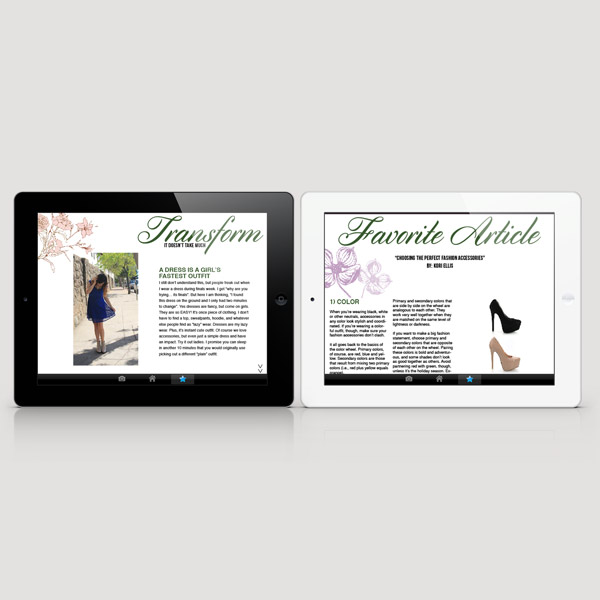 Transform
IT DOESN'T TAKE MUCH
A DRESS IS A GIRL'S
FASTEST OUTFIT
I still don't understand this, but people freak out when
I wear a dress during finals week. I get "why are you
trying.... its finals". But here I am thinking, "I found
this dress on the ground and I only had two minutes
to change". Yes dresses are fancy, but come on girls.
They are so EASY! It's once piece of clothing. I don't
have to find a top, sweatpants, hoodie, and whatever
else people feel as "lazy" wear. Dresses are my lazy
wear. Plus, it's instant cute outfit. Of course we love
accessories, but even just a simple dress and have
an impact. Try it out ladies. I promise you can sleep
in another 10 minutes that you would originally use
picking out a different "plain" outfit.
Favorite Article
"CHOOSING THE PERFECT FASHION ACCESSORIES"
BY: KORI ELLIS
1) COLOR
When you're wearing black, white
or other neutrals, accessories in
any color look stylish and coordi-
nated. If you're wearing a color-
ful outfit, though, make sure your
fashion accessories don't clash.
It all goes back to the basics of
the color wheel. Primary colors,
of course, are red, blue and yel-
low. Secondary colors are those
that result from mixing two primary
colors (i.e., red plus yellow equals
orange).
Primary and secondary colors that
are side by side on the wheel are
analogous to each other. They
work very well together when they
are matched on the same level of
lightness or darkness.
If you want to make a big fashion
statement, choose primary and
secondary colors that are opposite
of each other on the wheel. Pairing
these colors is bold and adventur-
ous, and some shades don't look
as good together as others. Avoid
partnering red with green, though,
unless it's the holiday season. Ex-